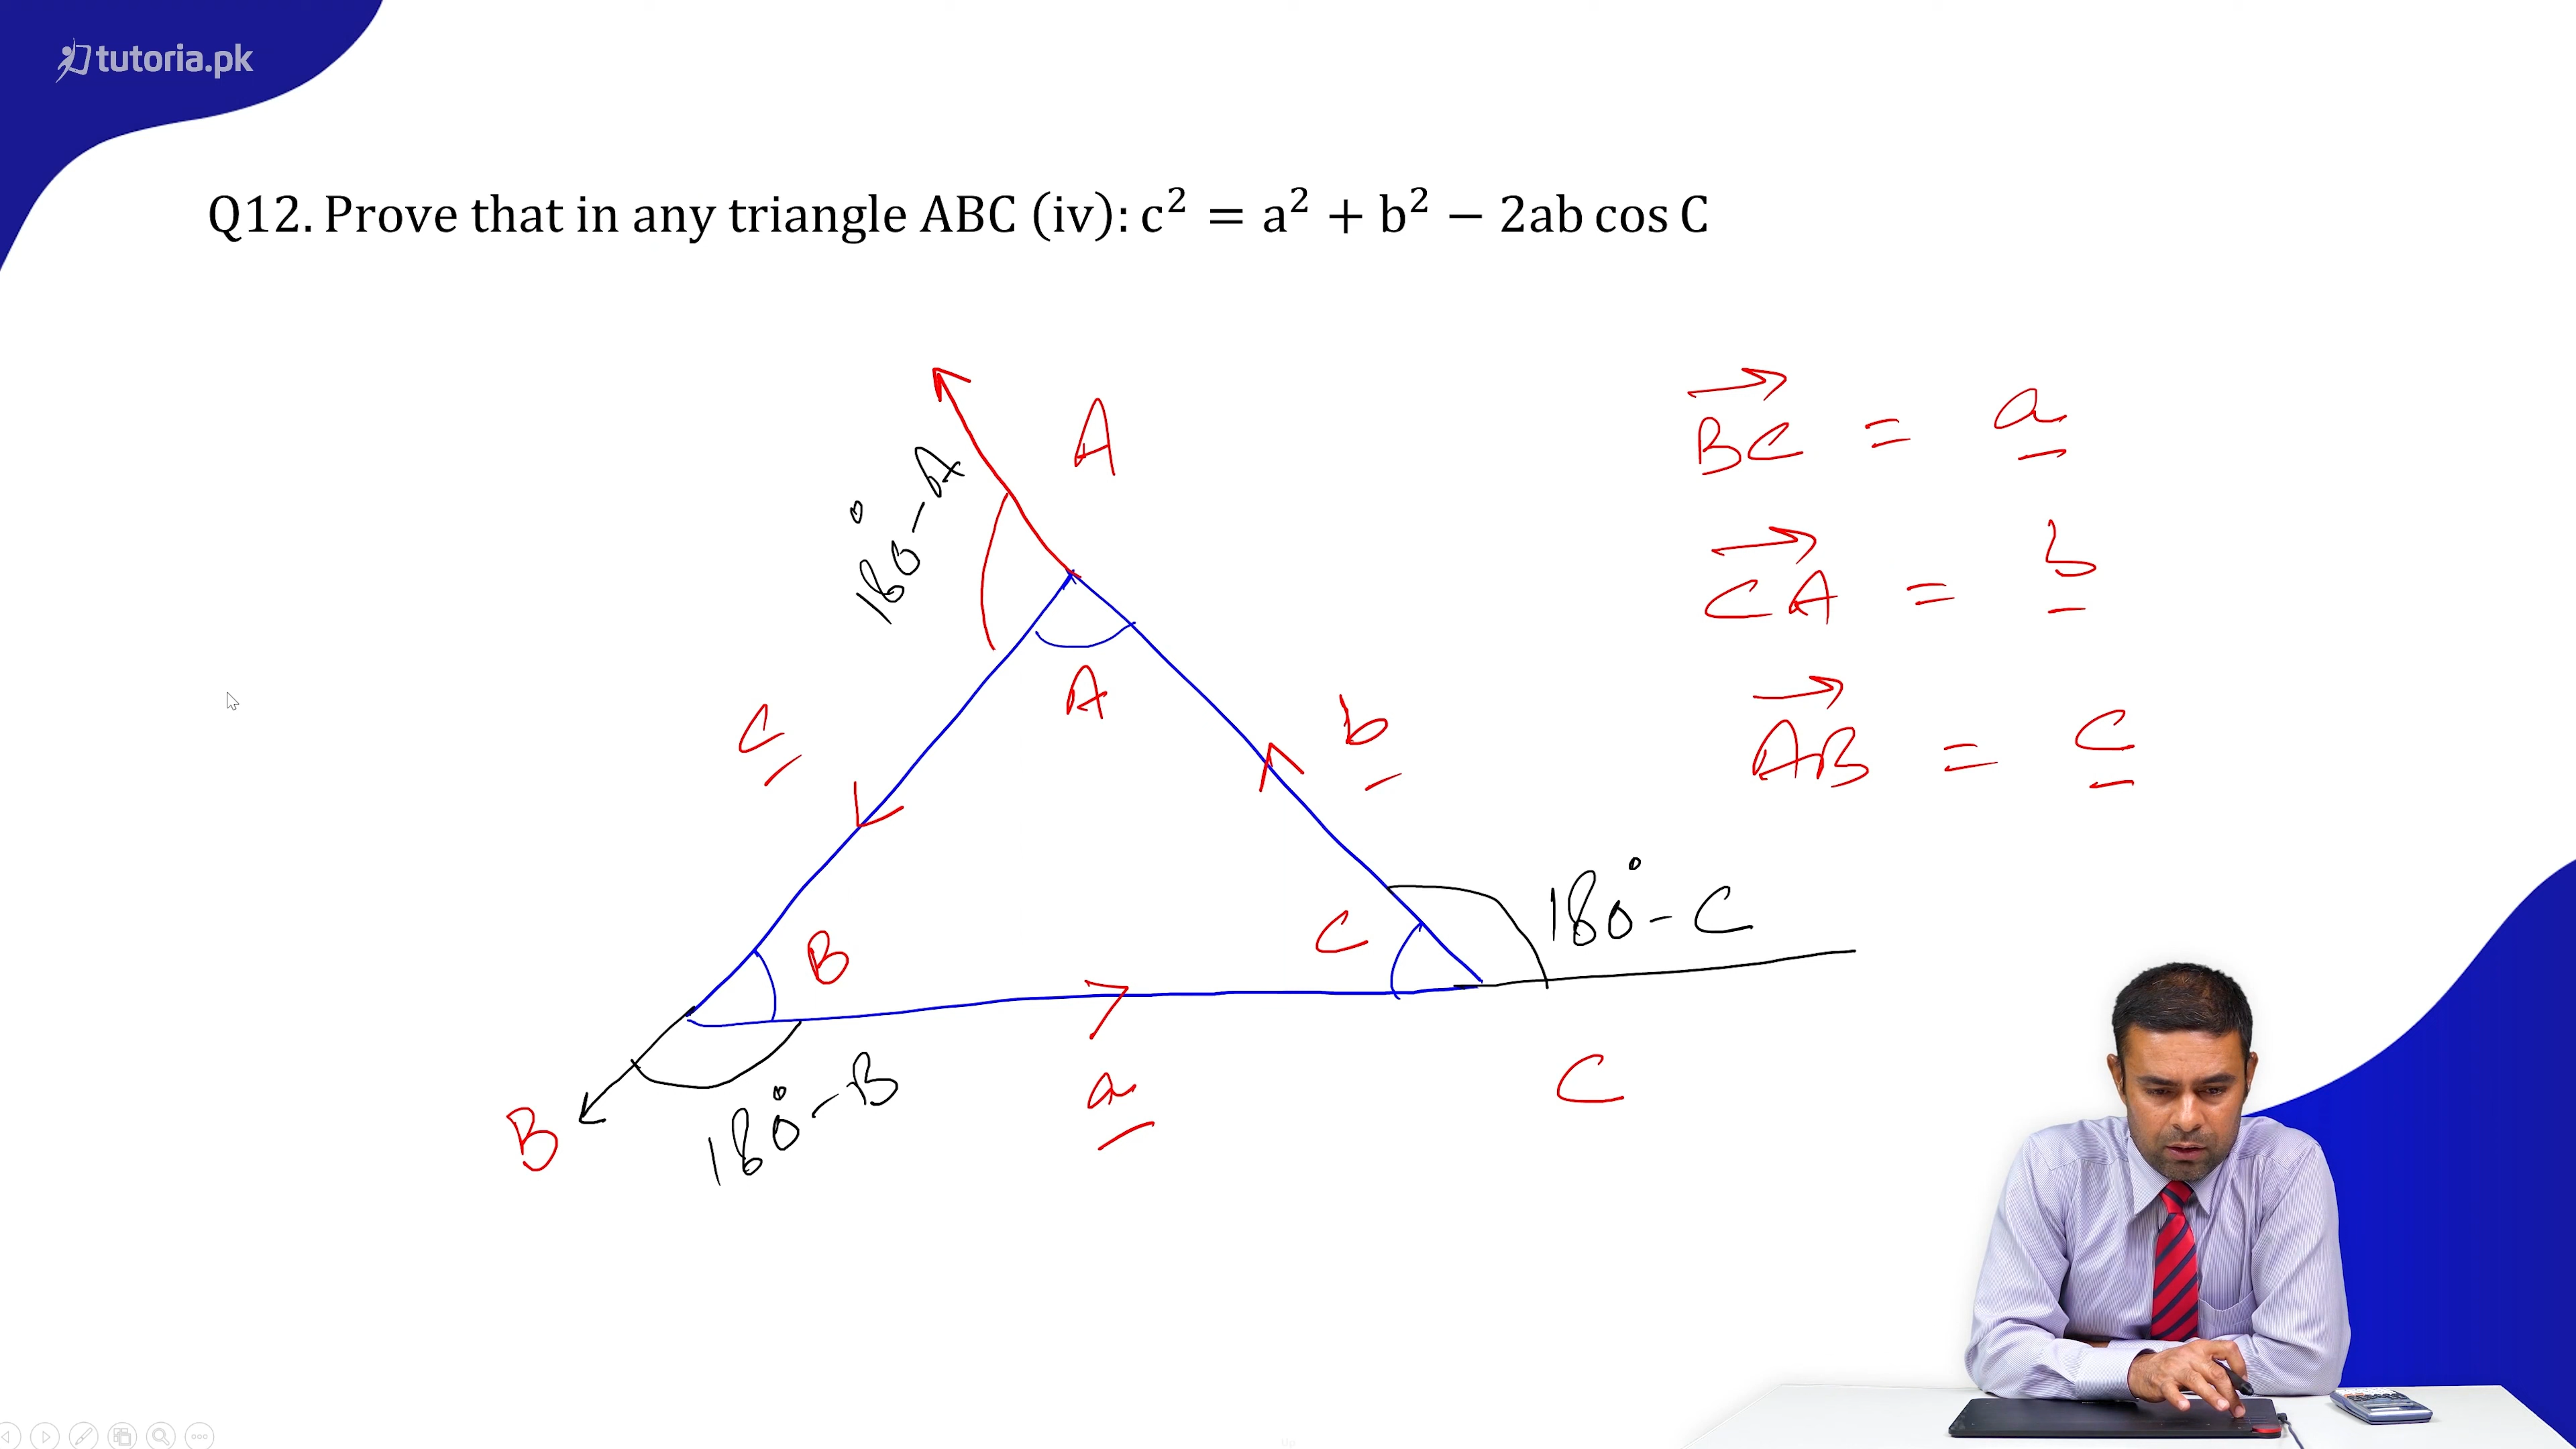 tutoria.pk
Q12. Prove that in any triangle ABC (iv): c² = a² + b² − 2ab cos C
A
180° - A
A
c
b
B
C
180° - C
B
180° - B
a
C
BC = a
CA = b
AB = c